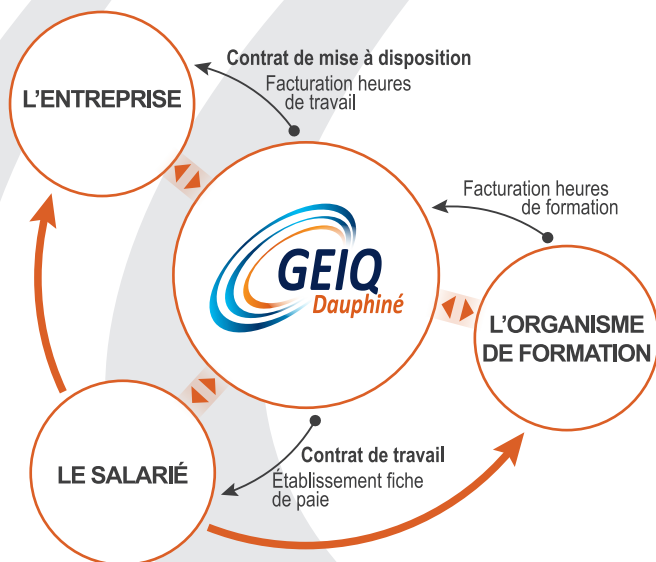 Contrat de mise à disposition
Facturation heures
de travail
L'ENTREPRISE
Facturation heures
de formation
GEIQ
Dauphiné
L'ORGANISME
DE FORMATION
LE SALARIÉ
Contrat de travail
Établissement fiche
de paie